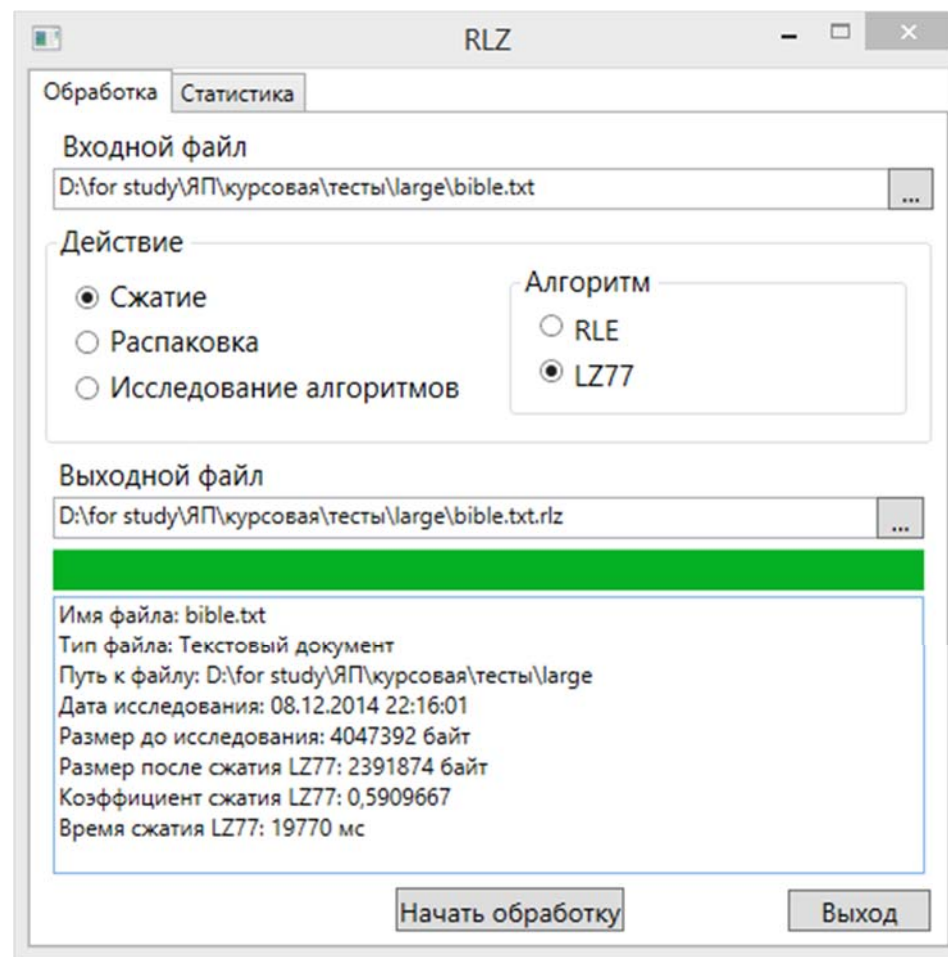 RLZ
Обработка Статистика
Входной файл
D:\for study\ЯП\курсовая\тесты\large\bible.txt ...
Действие
Сжатие
Распаковка
Исследование алгоритмов
Алгоритм
RLE
LZ77
Выходной файл
D:\for study\ЯП\курсовая\тесты\large\bible.txt.rlz ...
Имя файла: bible.txt
Тип файла: Текстовый документ
Путь к файлу: D:\for study\ЯП\курсовая\тесты\large
Дата исследования: 08.12.2014 22:16:01
Размер до исследования: 4047392 байт
Размер после сжатия LZ77: 2391874 байт
Коэффициент сжатия LZ77: 0,5909667
Время сжатия LZ77: 19770 мс
Начать обработку Выход